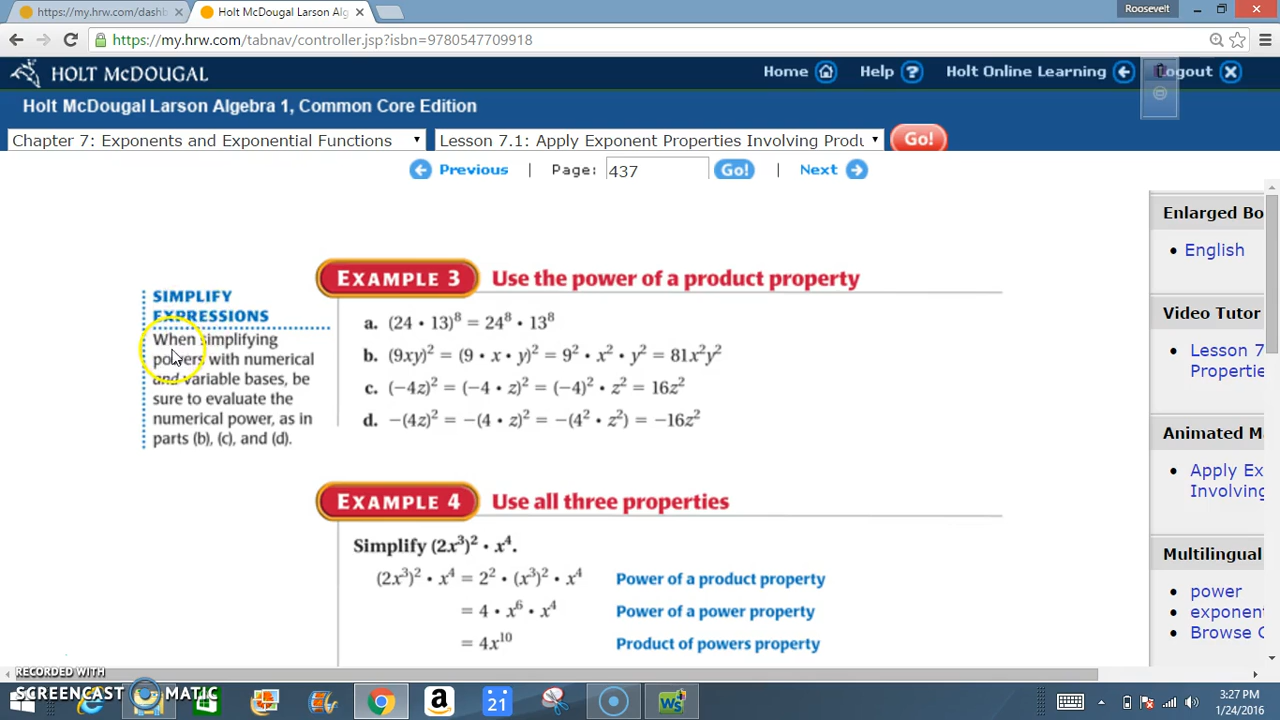 https://my.hrw.com/dashb
Holt McDougal Larson Alg
Roosevelt
https://my.hrw.com/tabnav/controller.jsp?isbn=9780547709918
HOLT MCDOUGAL
Home
Help
Holt Online Learning
Logout
Holt McDougal Larson Algebra 1, Common Core Edition
Chapter 7: Exponents and Exponential Functions
Lesson 7.1: Apply Exponent Properties Involving Produ
Go!
Previous | Page: 437 Go! Next
EXAMPLE 3 Use the power of a product property
SIMPLIFY
EXPRESSIONS
When simplifying
powers with numerical
and variable bases, be
sure to evaluate the
numerical power, as in
parts (b), (c), and (d).
a. (24 • 13)⁸ = 24⁸ • 13⁸
b. (9xy)² = (9 • x • y)² = 9² • x² • y² = 81x²y²
c. (−4z)² = (−4 • z)² = (−4)² • z² = 16z²
d. −(4z)² = −(4 • z)² = −(4² • z²) = −16z²
EXAMPLE 4 Use all three properties
Simplify (2x³)² • x⁴.
(2x³)² • x⁴ = 2² • (x³)² • x⁴ Power of a product property
= 4 • x⁶ • x⁴ Power of a power property
= 4x¹⁰ Product of powers property
Enlarged Bo
English
Video Tutor
Lesson 7
Propertie
Animated M
Apply Ex
Involving
Multilingual
power
exponen
Browse G
RECORDED WITH
SCREENCAST MATIC
21
WS
3:27 PM
1/24/2016